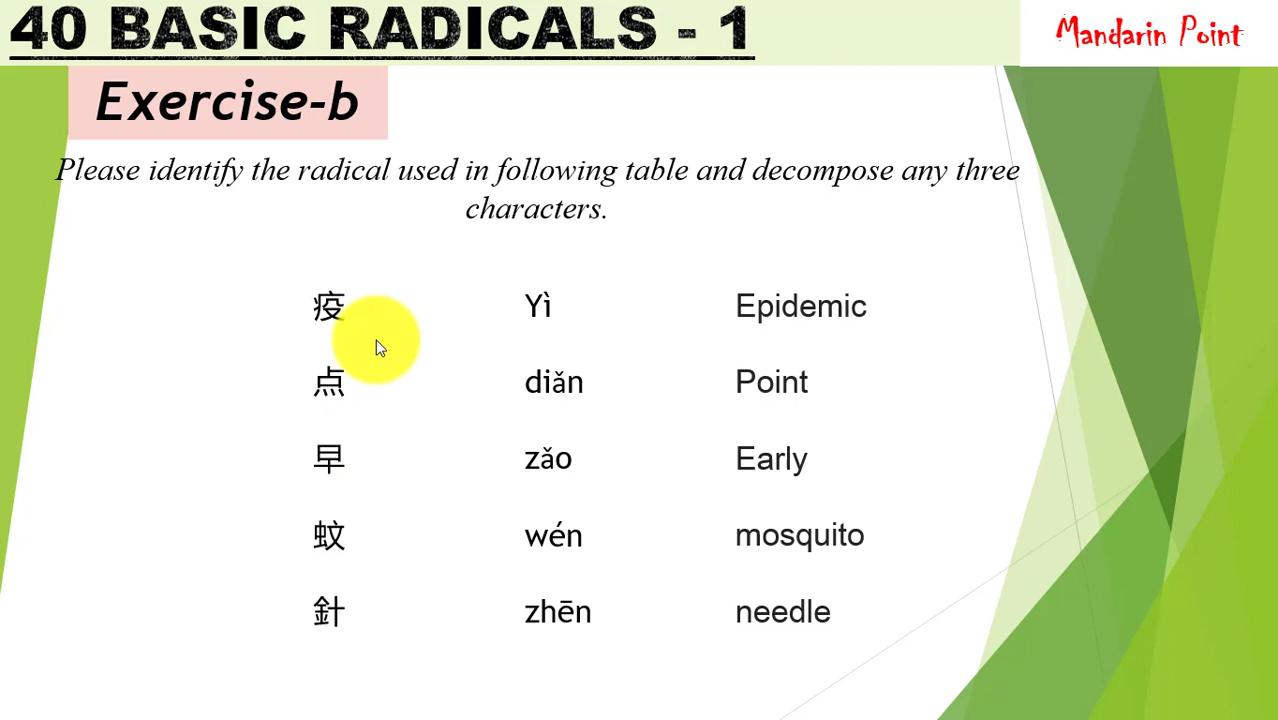 40 BASIC RADICALS - 1
Mandarin Point
Exercise-b
Please identify the radical used in following table and decompose any three
characters.
疫 Yì Epidemic
点 diǎn Point
早 zǎo Early
蚊 wén mosquito
針 zhēn needle